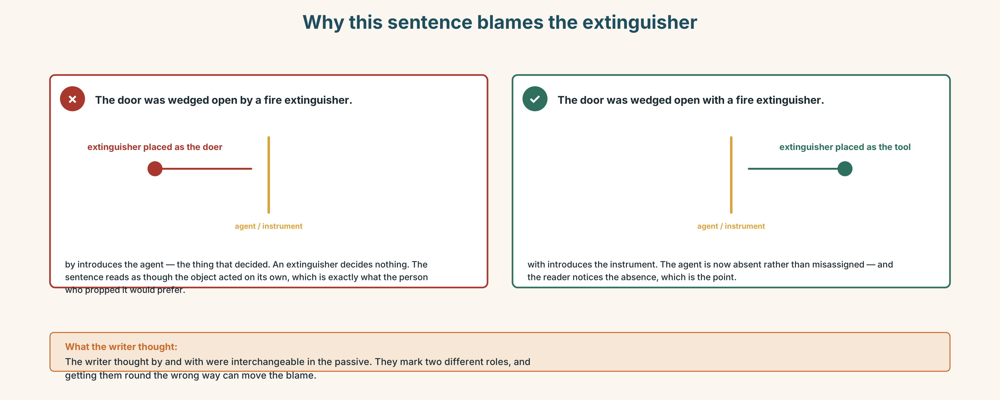 Why this sentence blames the extinguisher
The door was wedged open by a fire extinguisher.
extinguisher placed as the doer
agent / instrument
by introduces the agent — the thing that decided. An extinguisher decides nothing. The
sentence reads as though the object acted on its own, which is exactly what the person
who propped it would prefer.
The door was wedged open with a fire extinguisher.
extinguisher placed as the tool
agent / instrument
with introduces the instrument. The agent is now absent rather than misassigned — and
the reader notices the absence, which is the point.
What the writer thought:
The writer thought by and with were interchangeable in the passive. They mark two different roles, and
getting them round the wrong way can move the blame.